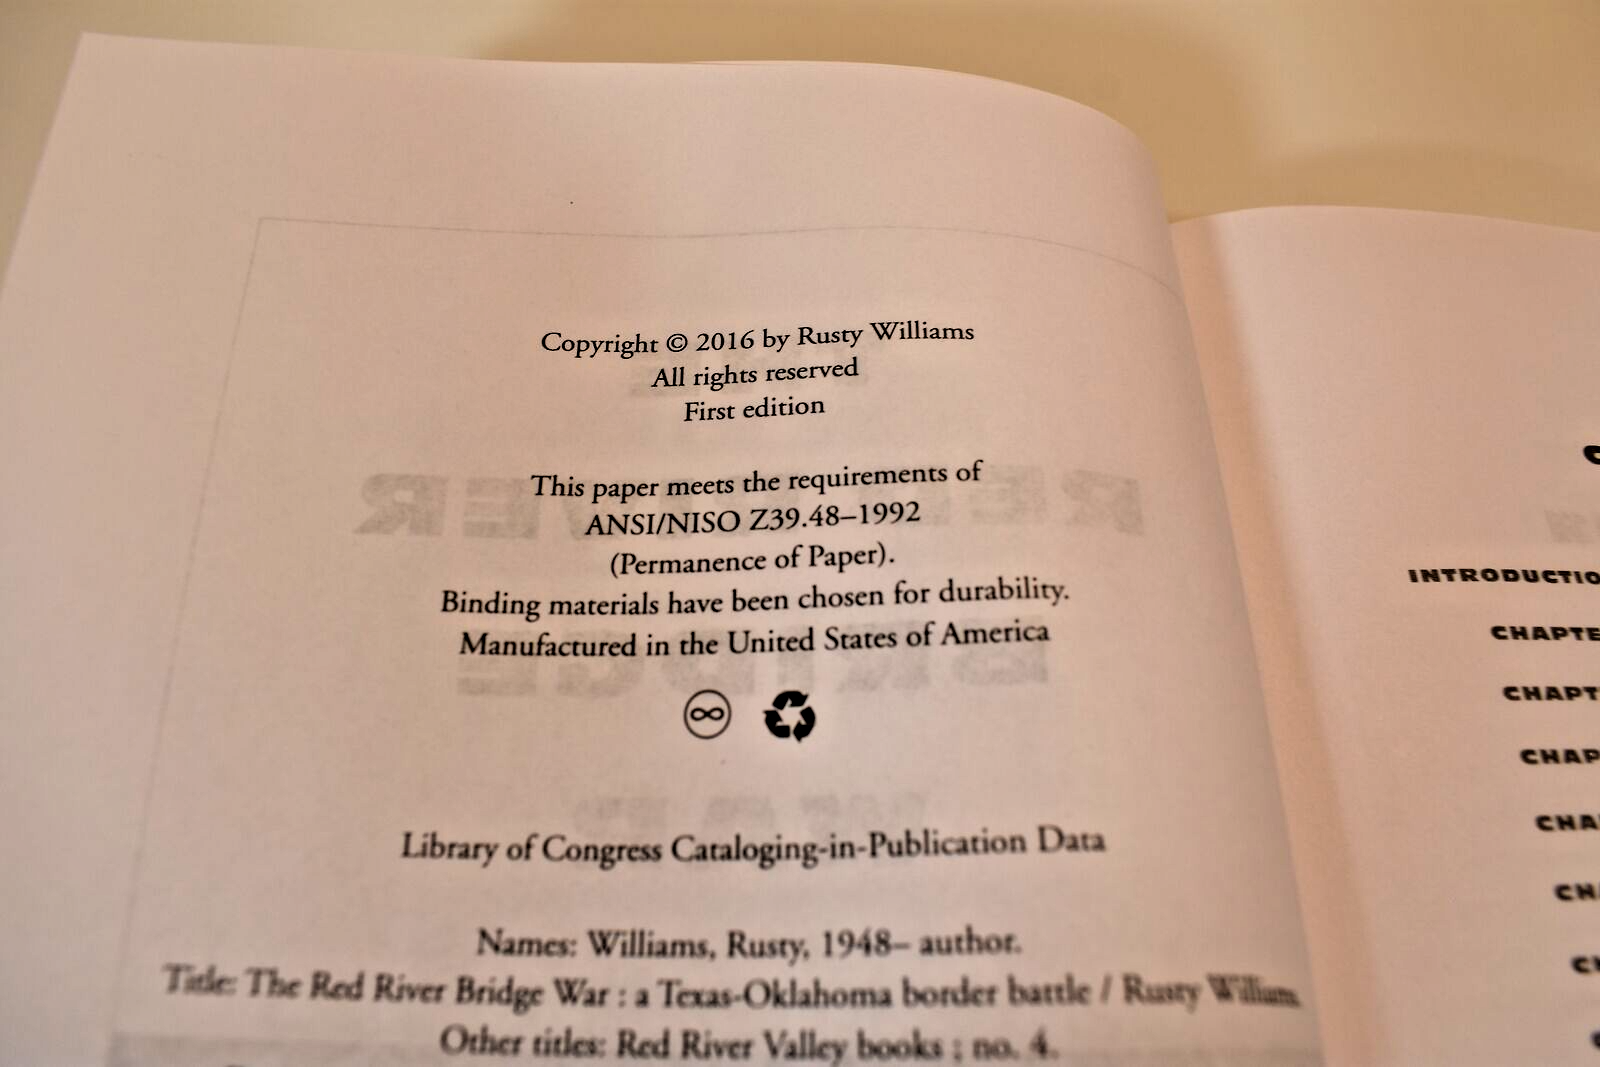 Copyright © 2016 by Rusty Williams
All rights reserved
First edition
This paper meets the requirements of
ANSI/NISO Z39.48–1992
(Permanence of Paper).
Binding materials have been chosen for durability.
Manufactured in the United States of America
Library of Congress Cataloging-in-Publication Data
Names: Williams, Rusty, 1948– author.
Title: The Red River Bridge War : a Texas-Oklahoma border battle / Rusty Williams.
Other titles: Red River Valley books ; no. 4.
INTRODUCTIO
CHAPTE
CHAPT
CHAP
CHA
CHA
CH